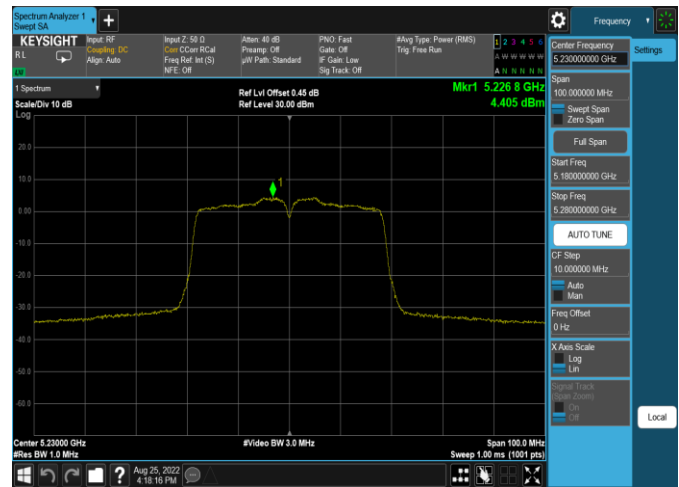 Spectrum Analyzer 1
Swept SA
Frequency
KEYSIGHT
RL
Input: RF
Coupling: DC
Align: Auto
Input Z: 50 Ω
Corr CCorr RCal
Freq Ref: Int (S)
NFE: Off
Atten: 40 dB
Preamp: Off
µW Path: Standard
PNO: Fast
Gate: Off
IF Gain: Low
Sig Track: Off
#Avg Type: Power (RMS)
Trig: Free Run
1 2 3 4 5 6
A W W W W W
A N N N N N
1 Spectrum
Scale/Div 10 dB
Log
Ref Lvl Offset 0.45 dB
Ref Level 30.00 dBm
Mkr1 5.226 8 GHz
4.405 dBm
20.0
10.0
0.00
-10.0
-20.0
-30.0
-40.0
-50.0
-60.0
1
Center 5.23000 GHz
#Res BW 1.0 MHz
#Video BW 3.0 MHz
Span 100.0 MHz
Sweep 1.00 ms (1001 pts)
Center Frequency
5.230000000 GHz
Span
100.000000 MHz
Swept Span
Zero Span
Full Span
Start Freq
5.180000000 GHz
Stop Freq
5.280000000 GHz
AUTO TUNE
CF Step
10.000000 MHz
Auto
Man
Freq Offset
0 Hz
X Axis Scale
Log
Lin
Signal Track
(Span Zoom)
On
Off
Settings
Local
Aug 25, 2022
4:18:16 PM